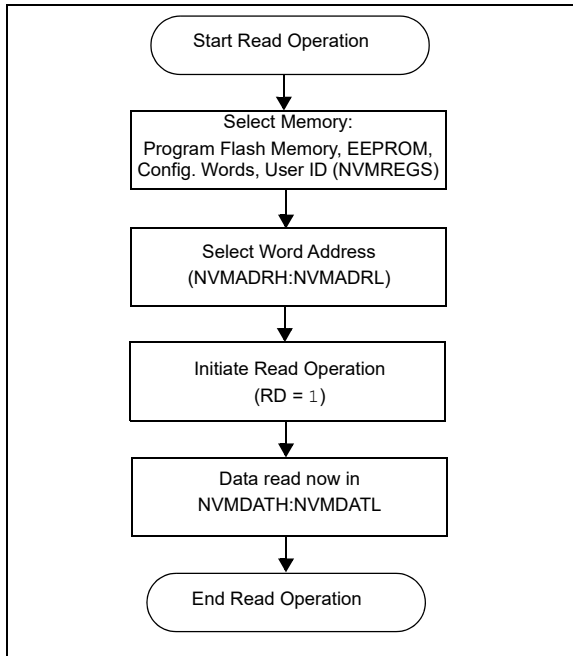 Start Read Operation
Select Memory:
Program Flash Memory, EEPROM,
Config. Words, User ID (NVMREGS)
Select Word Address
(NVMADRH:NVMADRL)
Initiate Read Operation
(RD = 1)
Data read now in
NVMDATH:NVMDATL
End Read Operation